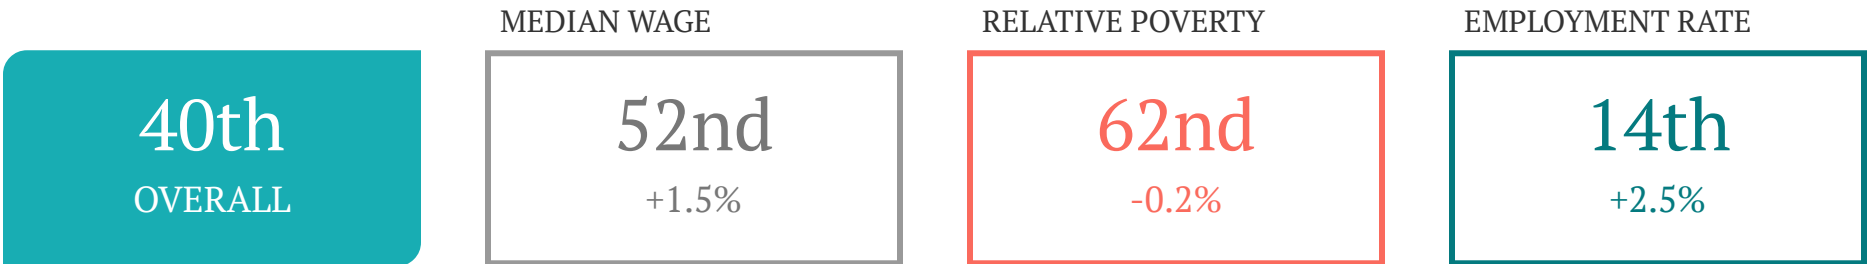 40th
OVERALL
MEDIAN WAGE
52nd
+1.5%
RELATIVE POVERTY
62nd
-0.2%
EMPLOYMENT RATE
14th
+2.5%